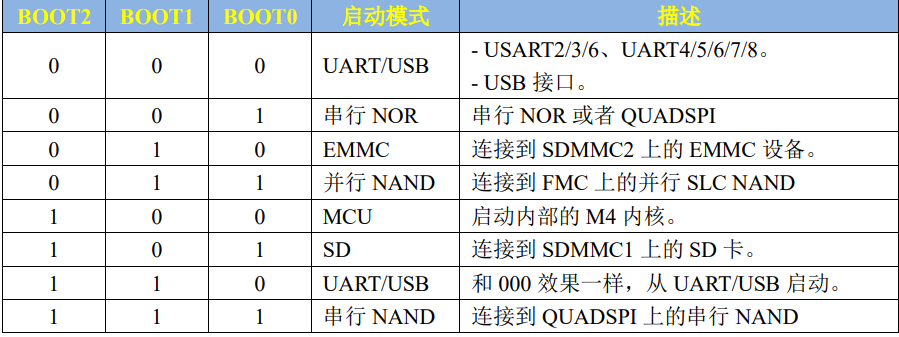 BOOT2 BOOT1 BOOT0 启动模式 描述
0 0 0 UART/USB - USART2/3/6、UART4/5/6/7/8。
- USB 接口。
0 0 1 串行 NOR 串行 NOR 或者 QUADSPI
0 1 0 EMMC 连接到 SDMMC2 上的 EMMC 设备。
0 1 1 并行 NAND 连接到 FMC 上的并行 SLC NAND
1 0 0 MCU 启动内部的 M4 内核。
1 0 1 SD 连接到 SDMMC1 上的 SD 卡。
1 1 0 UART/USB 和 000 效果一样，从 UART/USB 启动。
1 1 1 串行 NAND 连接到 QUADSPI 上的串行 NAND